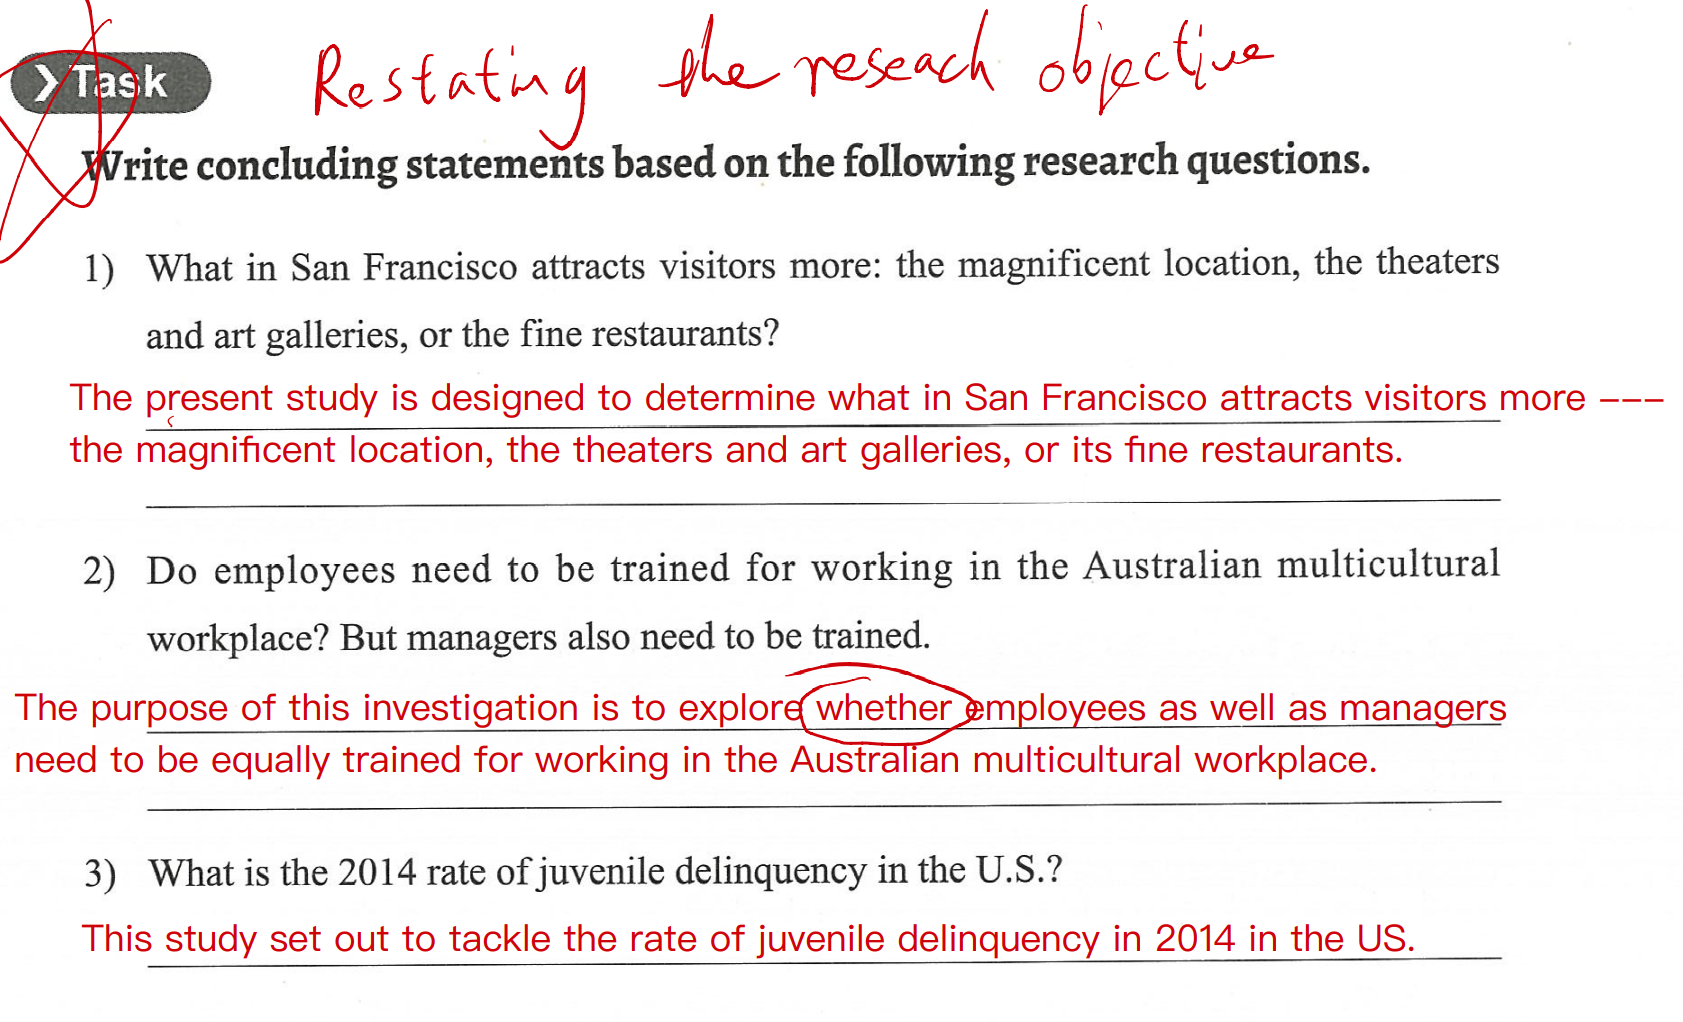 Restating the reseach objective
❯ Task
Write concluding statements based on the following research questions.
1) What in San Francisco attracts visitors more: the magnificent location, the theaters
and art galleries, or the fine restaurants?
The present study is designed to determine what in San Francisco attracts visitors more ---
the magnificent location, the theaters and art galleries, or its fine restaurants.
2) Do employees need to be trained for working in the Australian multicultural
workplace? But managers also need to be trained.
The purpose of this investigation is to explore whether employees as well as managers
need to be equally trained for working in the Australian multicultural workplace.
3) What is the 2014 rate of juvenile delinquency in the U.S.?
This study set out to tackle the rate of juvenile delinquency in 2014 in the US.